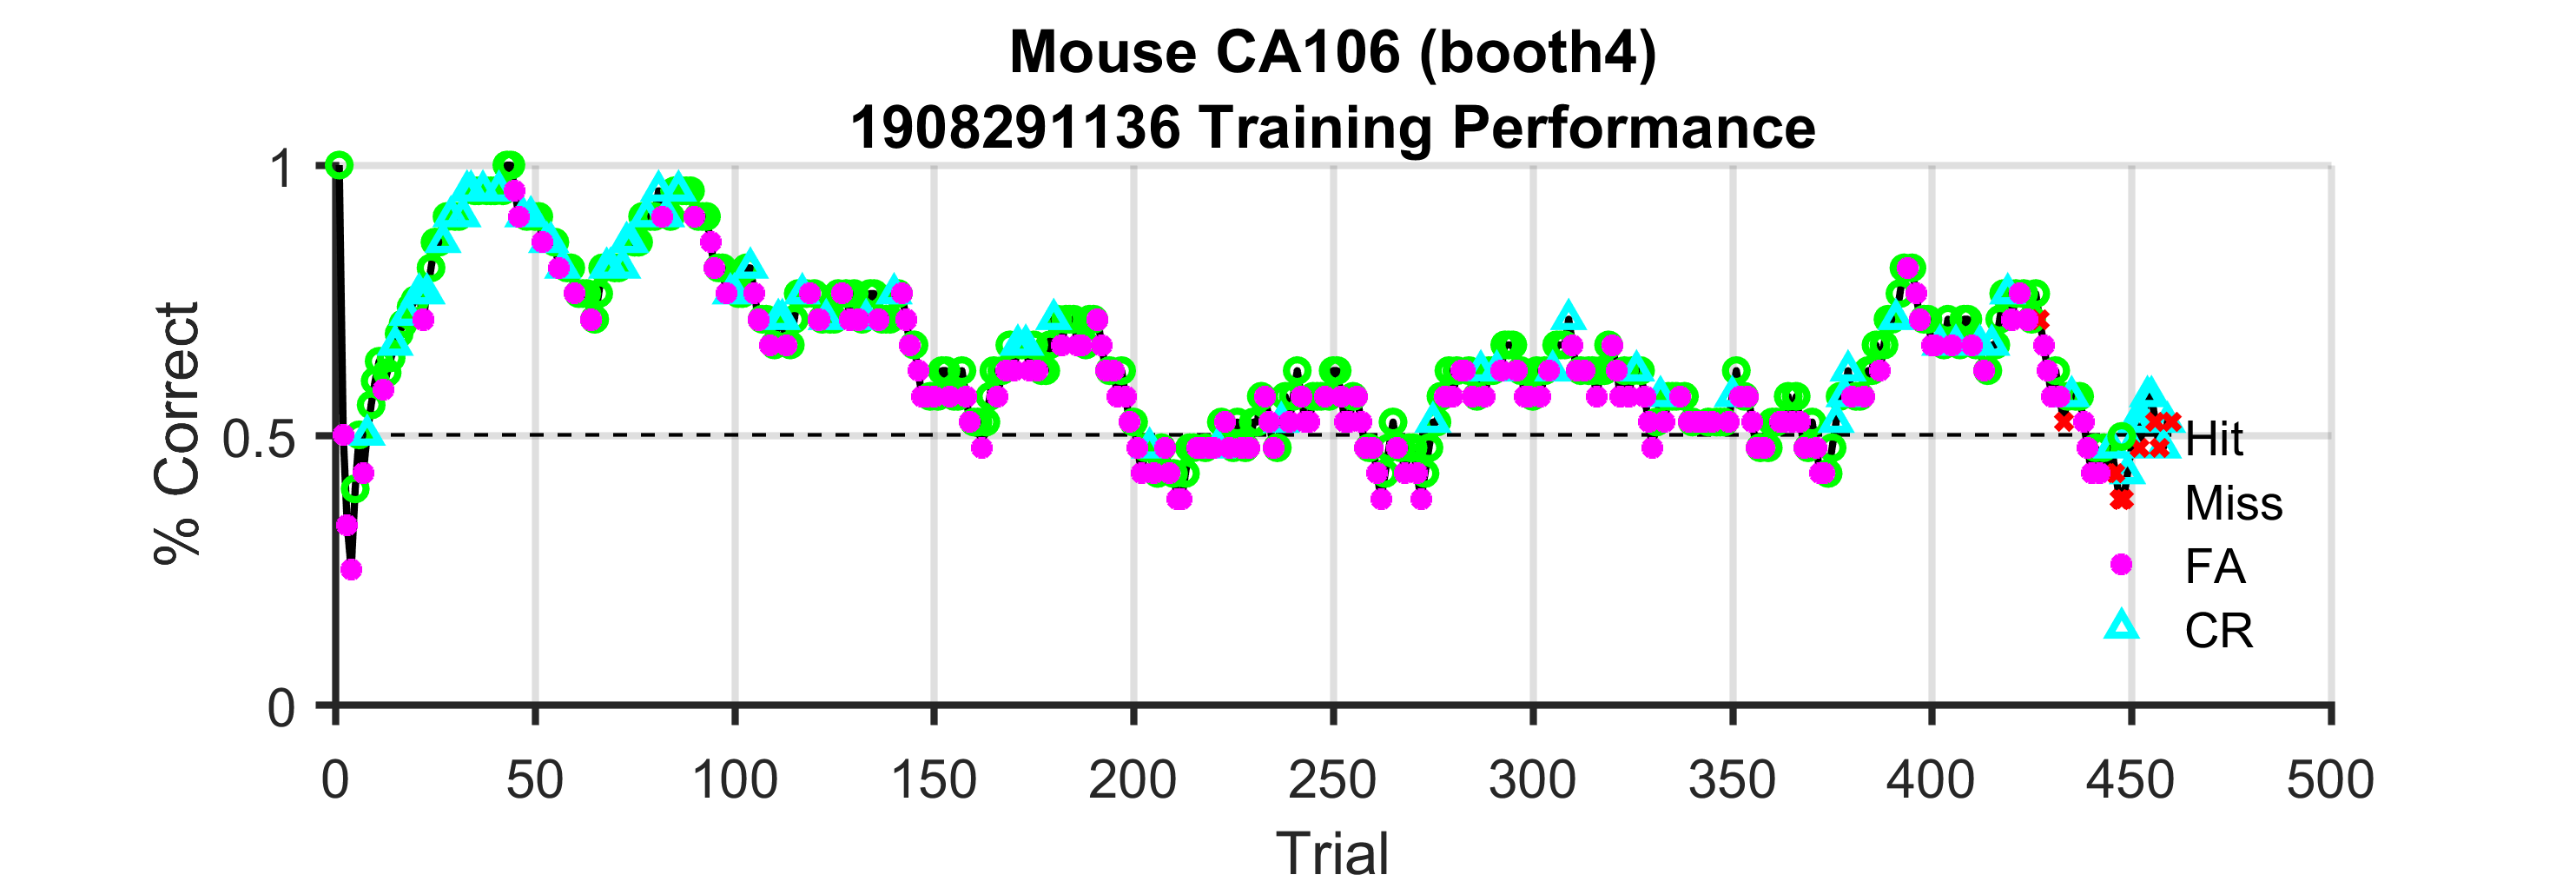 Mouse CA106 (booth4)
1908291136 Training Performance
% Correct
1
0.5
0
Hit
Miss
FA
CR
0 50 100 150 200 250 300 350 400 450 500
Trial